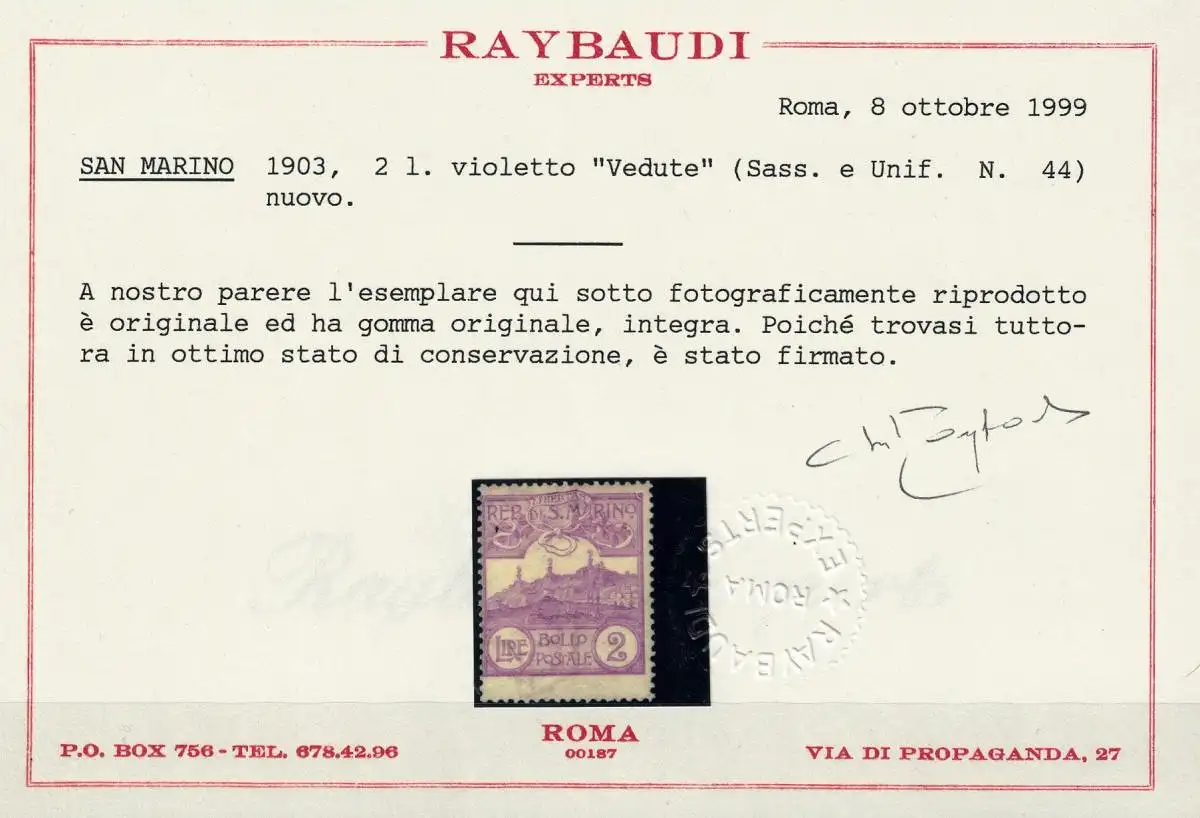 RAYBAUDI
EXPERTS
Roma, 8 ottobre 1999
SAN MARINO 1903, 2 l. violetto "Vedute" (Sass. e Unif. N. 44)
nuovo.
A nostro parere l'esemplare qui sotto fotograficamente riprodotto
è originale ed ha gomma originale, integra. Poiché trovasi tutto-
ra in ottimo stato di conservazione, è stato firmato.
LIBERTAS
REP. DI S. MARINO
LIRE BOLLO POSTALE 2
RAYBAUDI EXPERTS
ROMA
ROMA
00187
P.O. BOX 756 - TEL. 678.42.96
VIA DI PROPAGANDA, 27